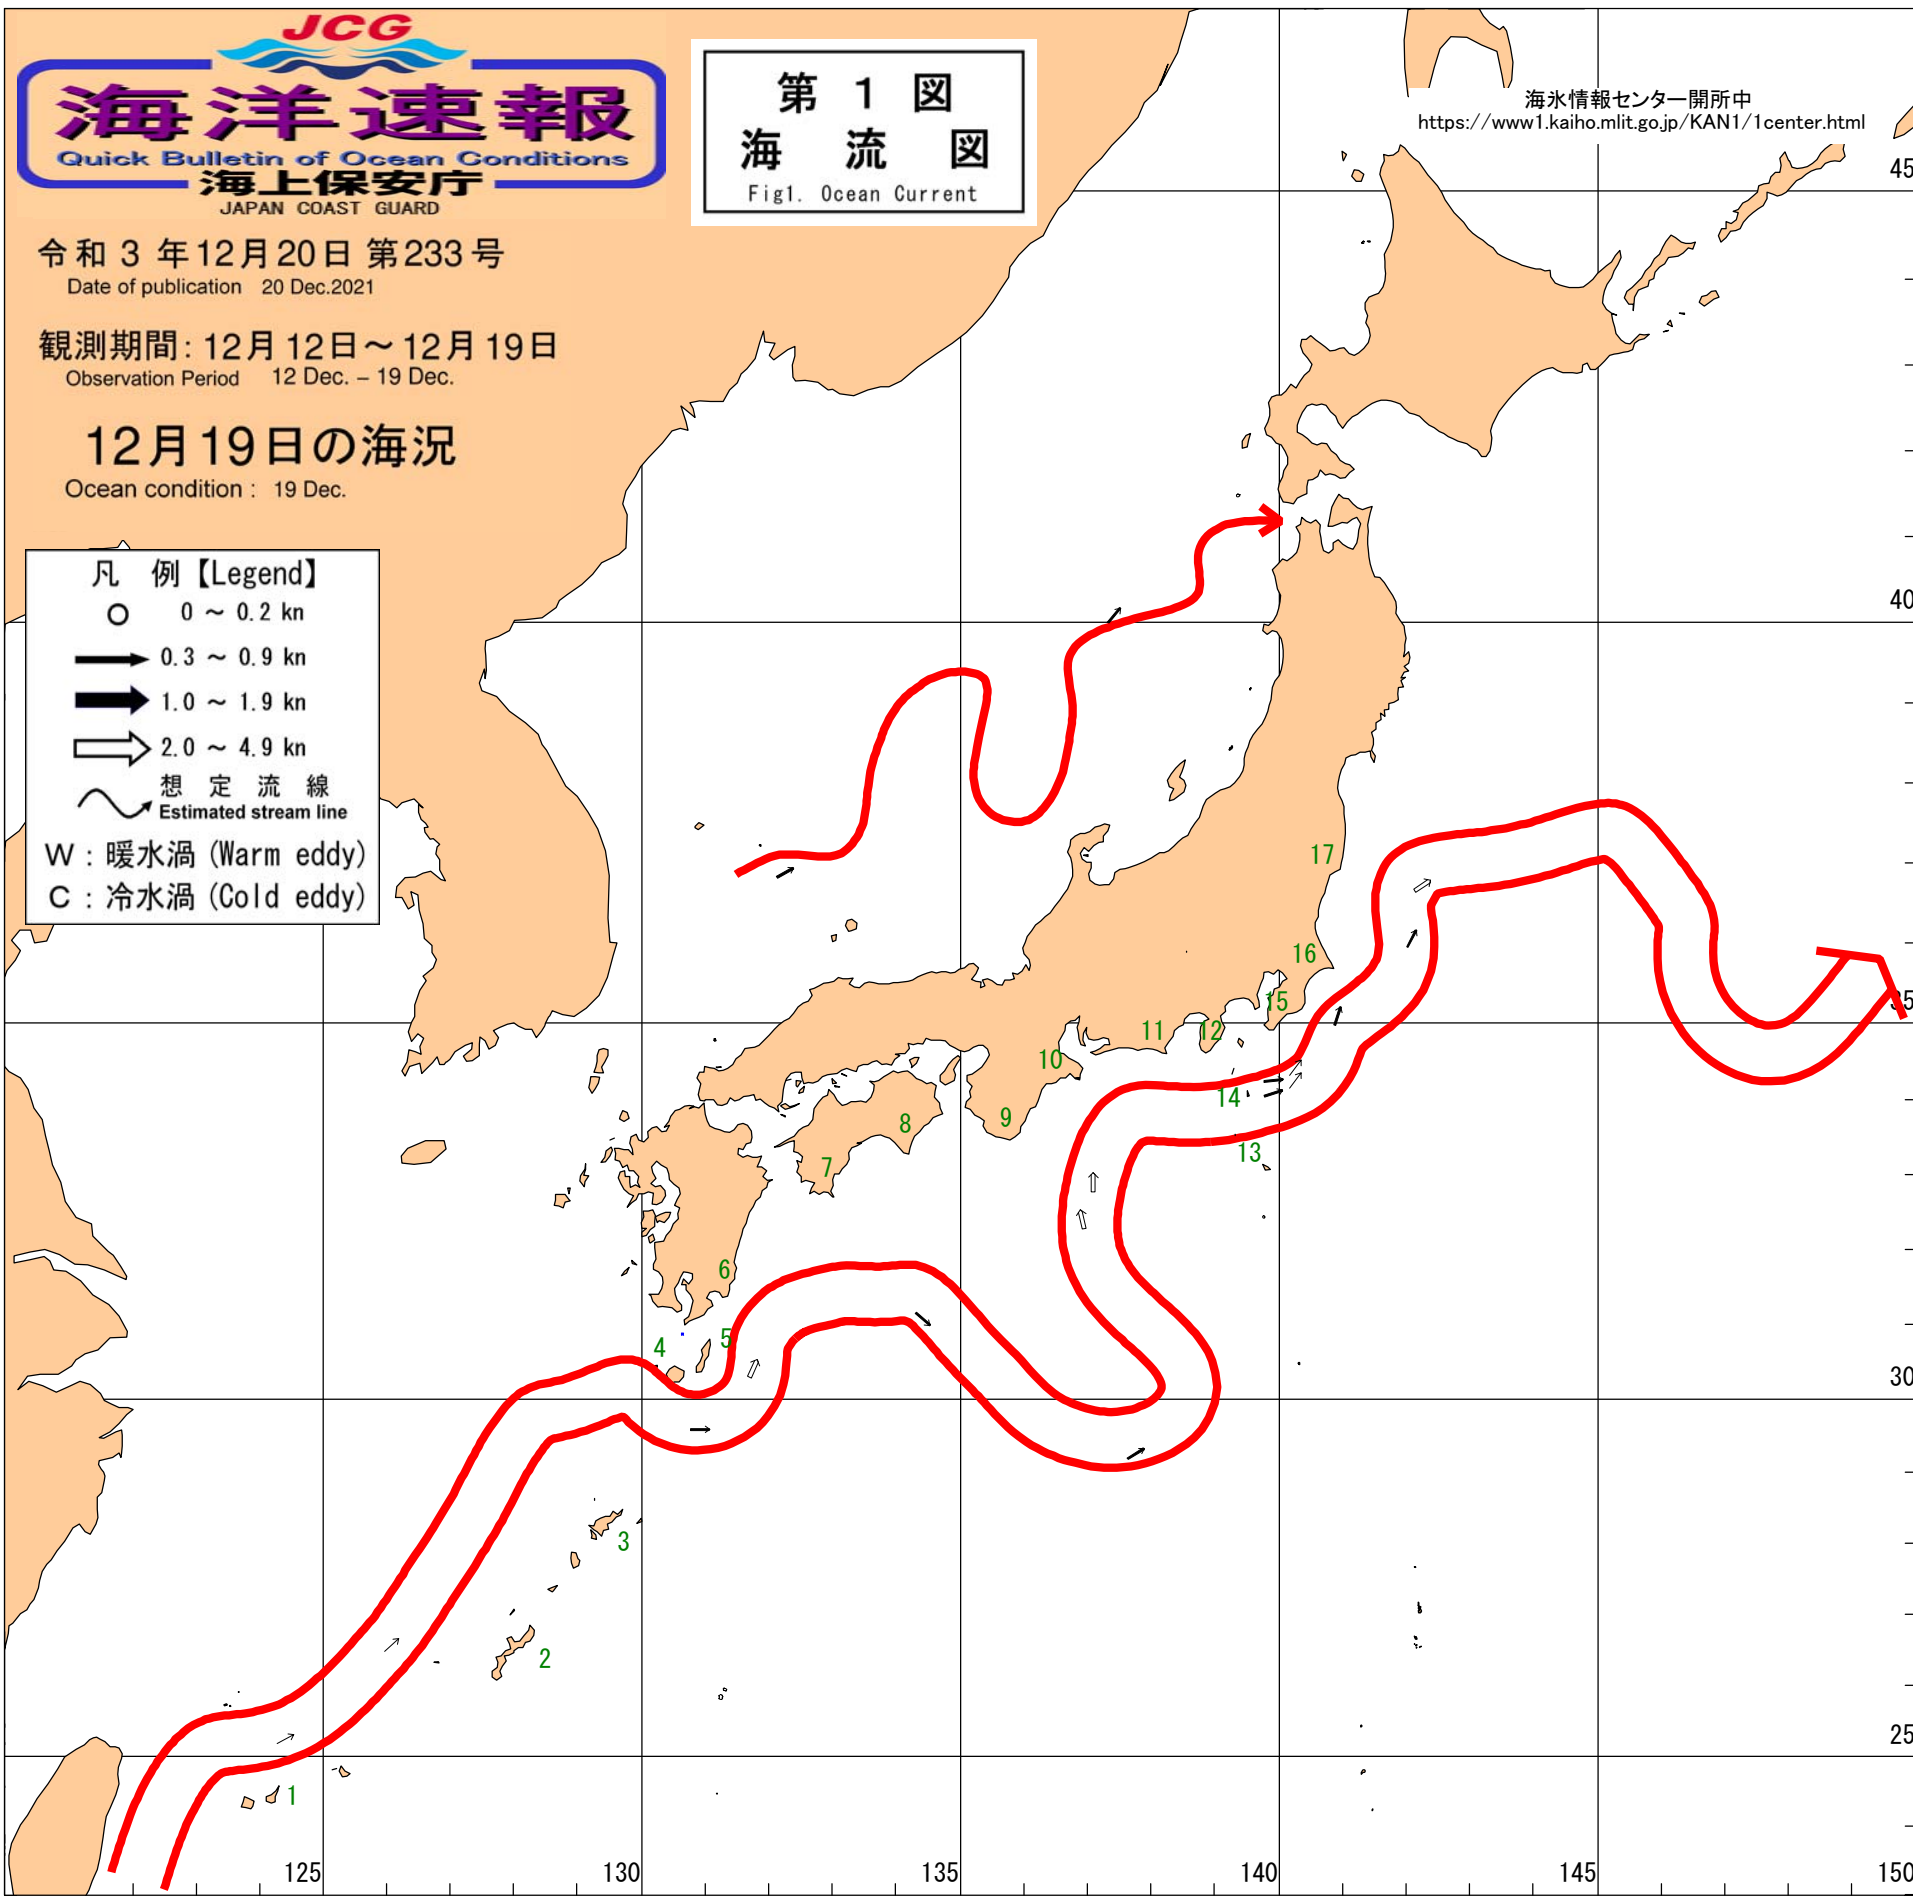 JCG
海洋速報
Quick Bulletin of Ocean Conditions
海上保安庁
JAPAN COAST GUARD
第 1 図
海 流 図
Fig1. Ocean Current
海氷情報センター開所中
https://www1.kaiho.mlit.go.jp/KAN1/1center.html
令和 3 年12月20日 第233号
Date of publication 20 Dec.2021
観測期間: 12月12日～12月19日
Observation Period 12 Dec. – 19 Dec.
12月19日の海況
Ocean condition : 19 Dec.
凡 例【Legend】
0 ～ 0.2 kn
0.3 ～ 0.9 kn
1.0 ～ 1.9 kn
2.0 ～ 4.9 kn
想 定 流 線
Estimated stream line
W : 暖水渦 (Warm eddy)
C : 冷水渦 (Cold eddy)
45
40
17
16
15
35
12
11
10
14
9
8
13
7
6
5
4
30
3
2
25
1
125
130
135
140
145
150